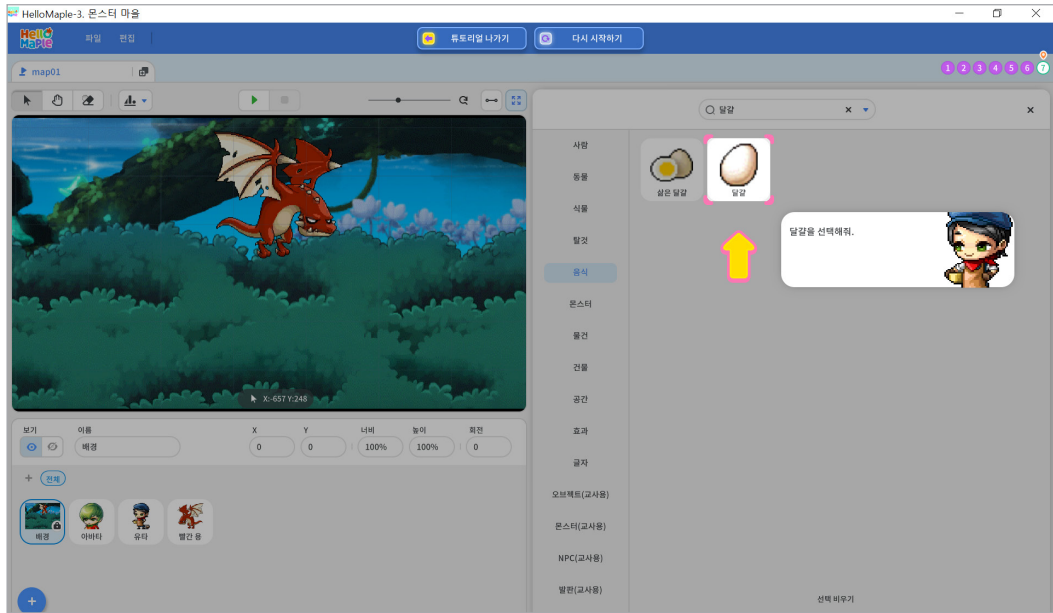 HelloMaple-3. 몬스터 마을
Hello Maple
파일 편집
튜토리얼 나가기
다시 시작하기
map01
1 2 3 4 5 6 7
달걀
사람
동물
식물
탈것
음식
몬스터
물건
건물
공간
효과
글자
오브젝트(교사용)
몬스터(교사용)
NPC(교사용)
발판(교사용)
삶은 달걀
달걀
달걀을 선택해줘.
X:-657 Y:248
보기 이름 X Y 너비 높이 회전
배경 0 0 100% 100% 0
전체
배경 아바타 유타 빨간 용
선택 비우기